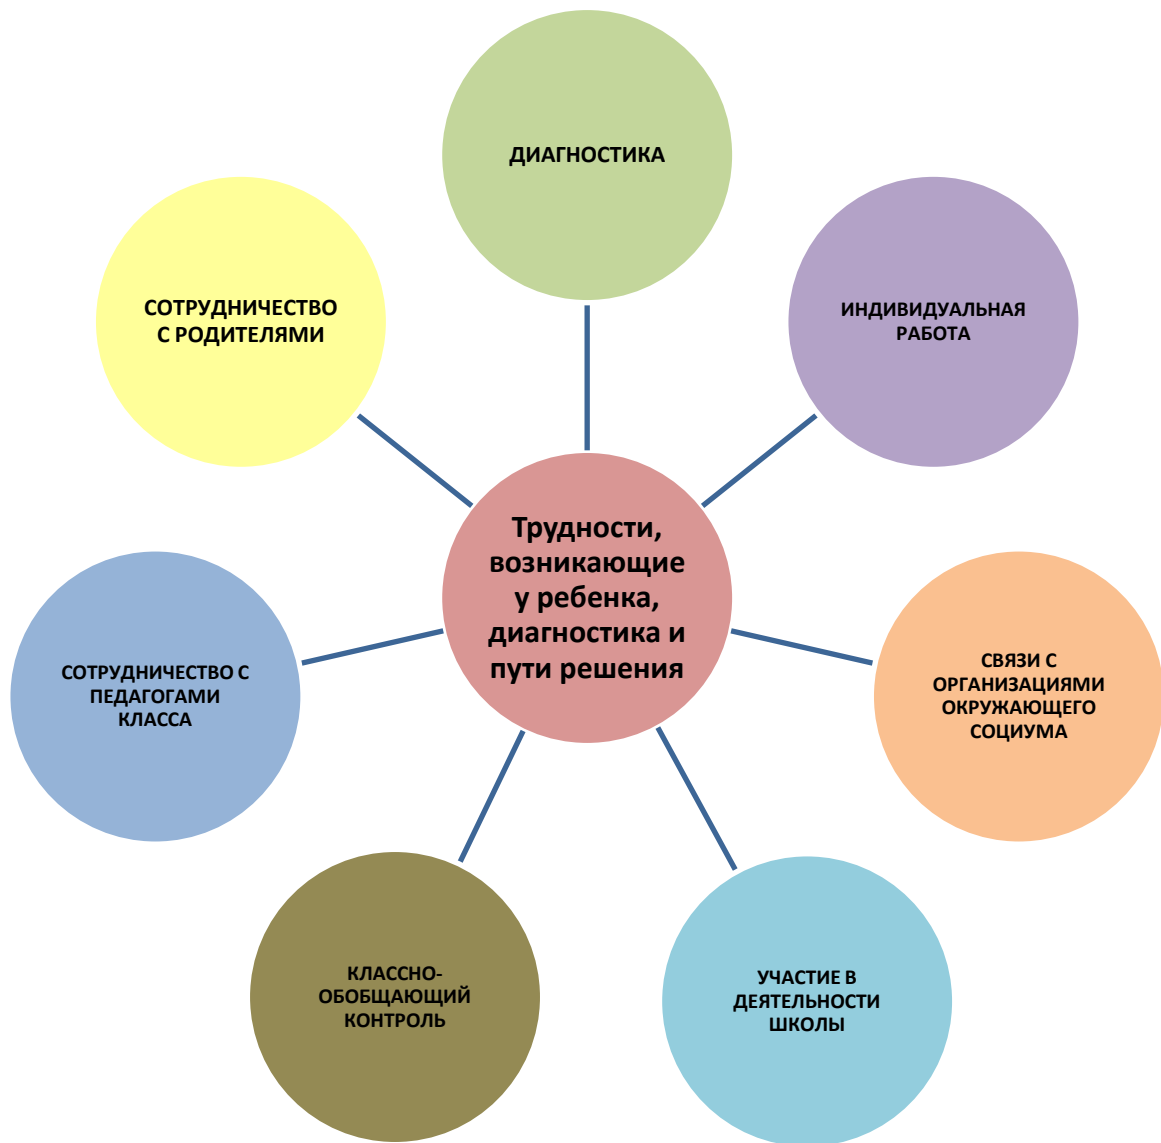 ДИАГНОСТИКА
СОТРУДНИЧЕСТВО
С РОДИТЕЛЯМИ
ИНДИВИДУАЛЬНАЯ
РАБОТА
Трудности,
возникающие
у ребенка,
диагностика и
пути решения
СОТРУДНИЧЕСТВО С
ПЕДАГОГАМИ
КЛАССА
СВЯЗИ С
ОРГАНИЗАЦИЯМИ
ОКРУЖАЮЩЕГО
СОЦИУМА
КЛАССНО-
ОБОБЩАЮЩИЙ
КОНТРОЛЬ
УЧАСТИЕ В
ДЕЯТЕЛЬНОСТИ
ШКОЛЫ